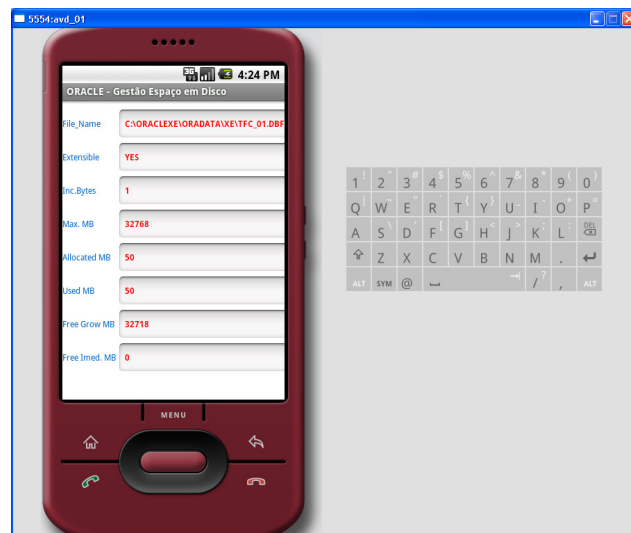 5554:avd_01
3G 4:24 PM
ORACLE - Gestão Espaço em Disco
File_Name C:\ORACLEXE\ORADATA\XE\TFC_01.DBF
Extensible YES
Inc.Bytes 1
Max. MB 32768
Allocated MB 50
Used MB 50
Free Grow MB 32718
Free Imed. MB 0
MENU
1 ! 2 " 3 # 4 $ 5 % 6 ^ 7 & 8 * 9 ( 0 )
Q W ~ E " R ` T { Y } U _ I - O + P =
A S \ D ' F [ G ] H < J > K ; L : DEL
Z X C V B N M .
ALT SYM @ / ? , ALT